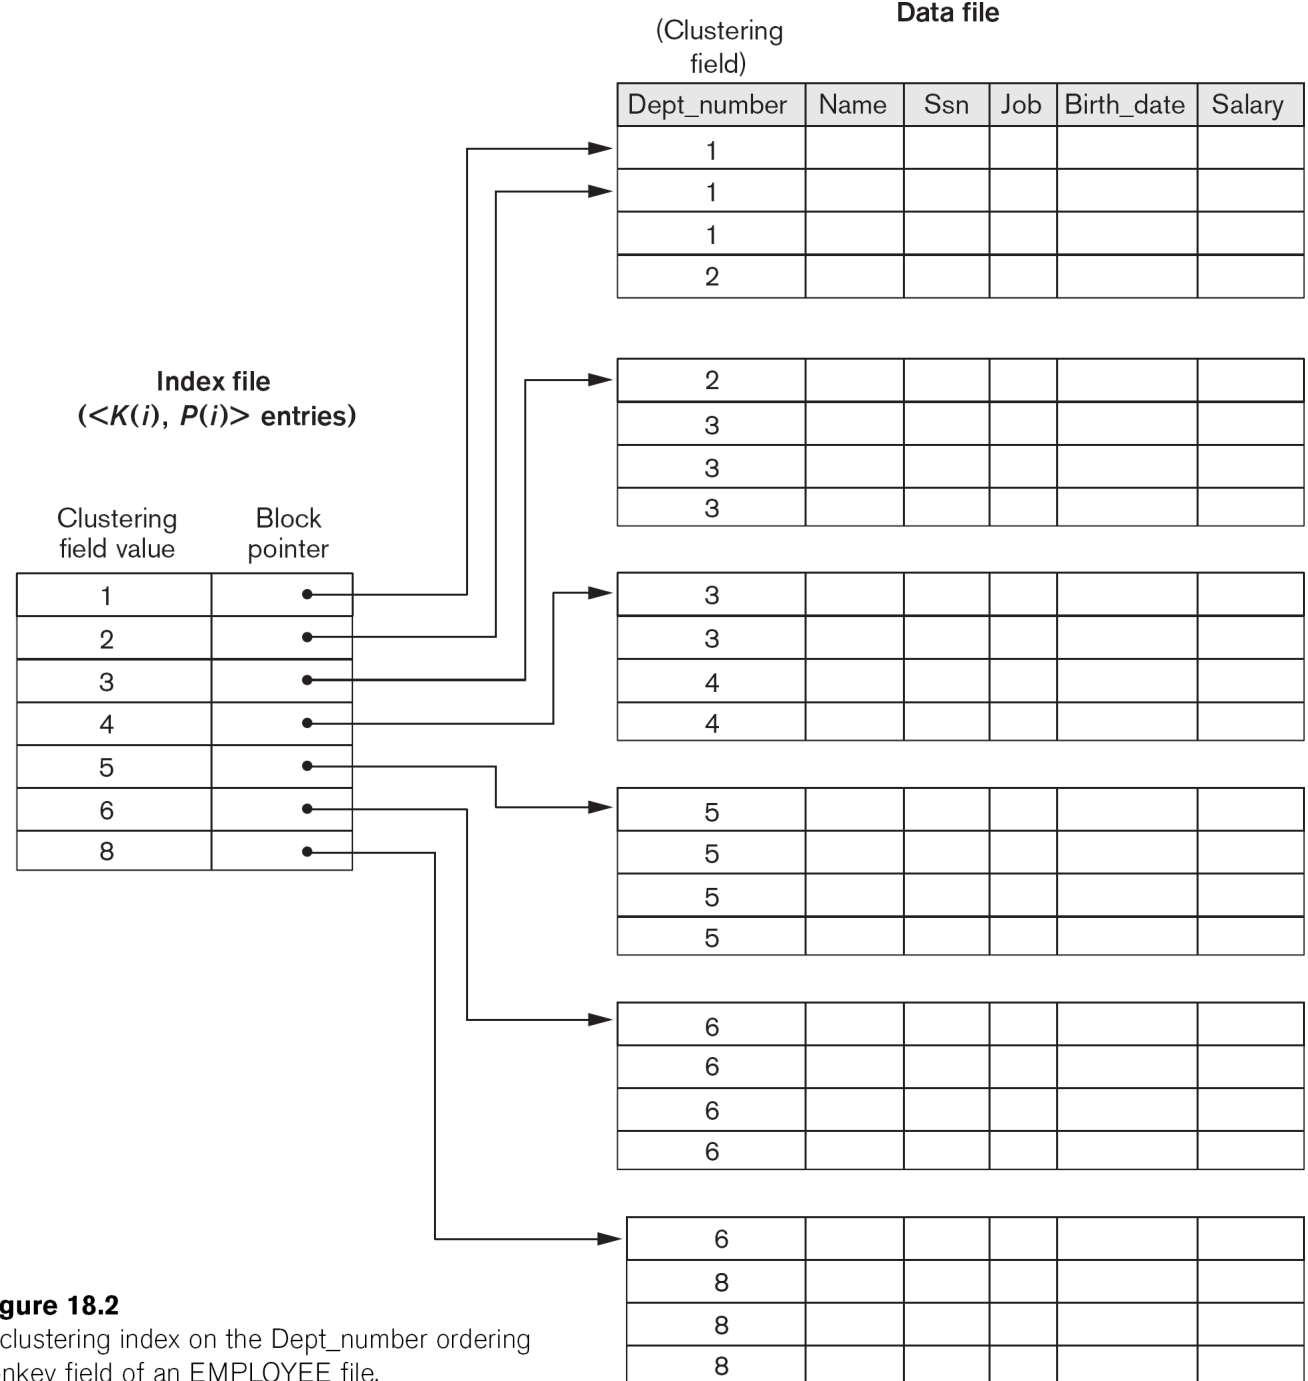 Data file
(Clustering
field)
Dept_number Name Ssn Job Birth_date Salary
1
1
1
2
2
3
3
3
3
3
4
4
5
5
5
5
6
6
6
6
6
8
8
8
Index file
(<K(i), P(i)> entries)
Clustering Block
field value pointer
1
2
3
4
5
6
8
gure 18.2
clustering index on the Dept_number ordering
nkey field of an EMPLOYEE file.